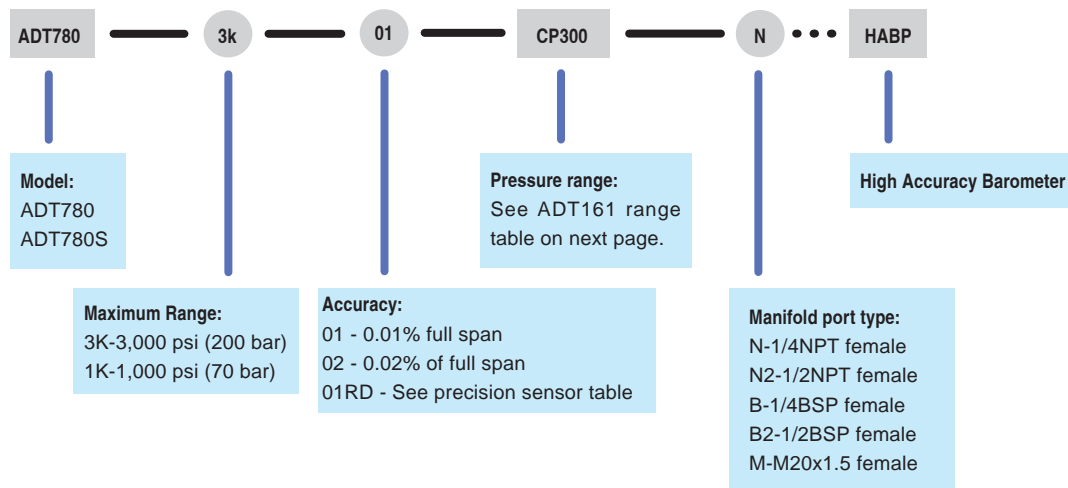 ADT780
3k
01
CP300
N
HABP
Model:
ADT780
ADT780S
Maximum Range:
3K-3,000 psi (200 bar)
1K-1,000 psi (70 bar)
Accuracy:
01 - 0.01% full span
02 - 0.02% of full span
01RD - See precision sensor table
Pressure range:
See ADT161 range
table on next page.
Manifold port type:
N-1/4NPT female
N2-1/2NPT female
B-1/4BSP female
B2-1/2BSP female
M-M20x1.5 female
High Accuracy Barometer